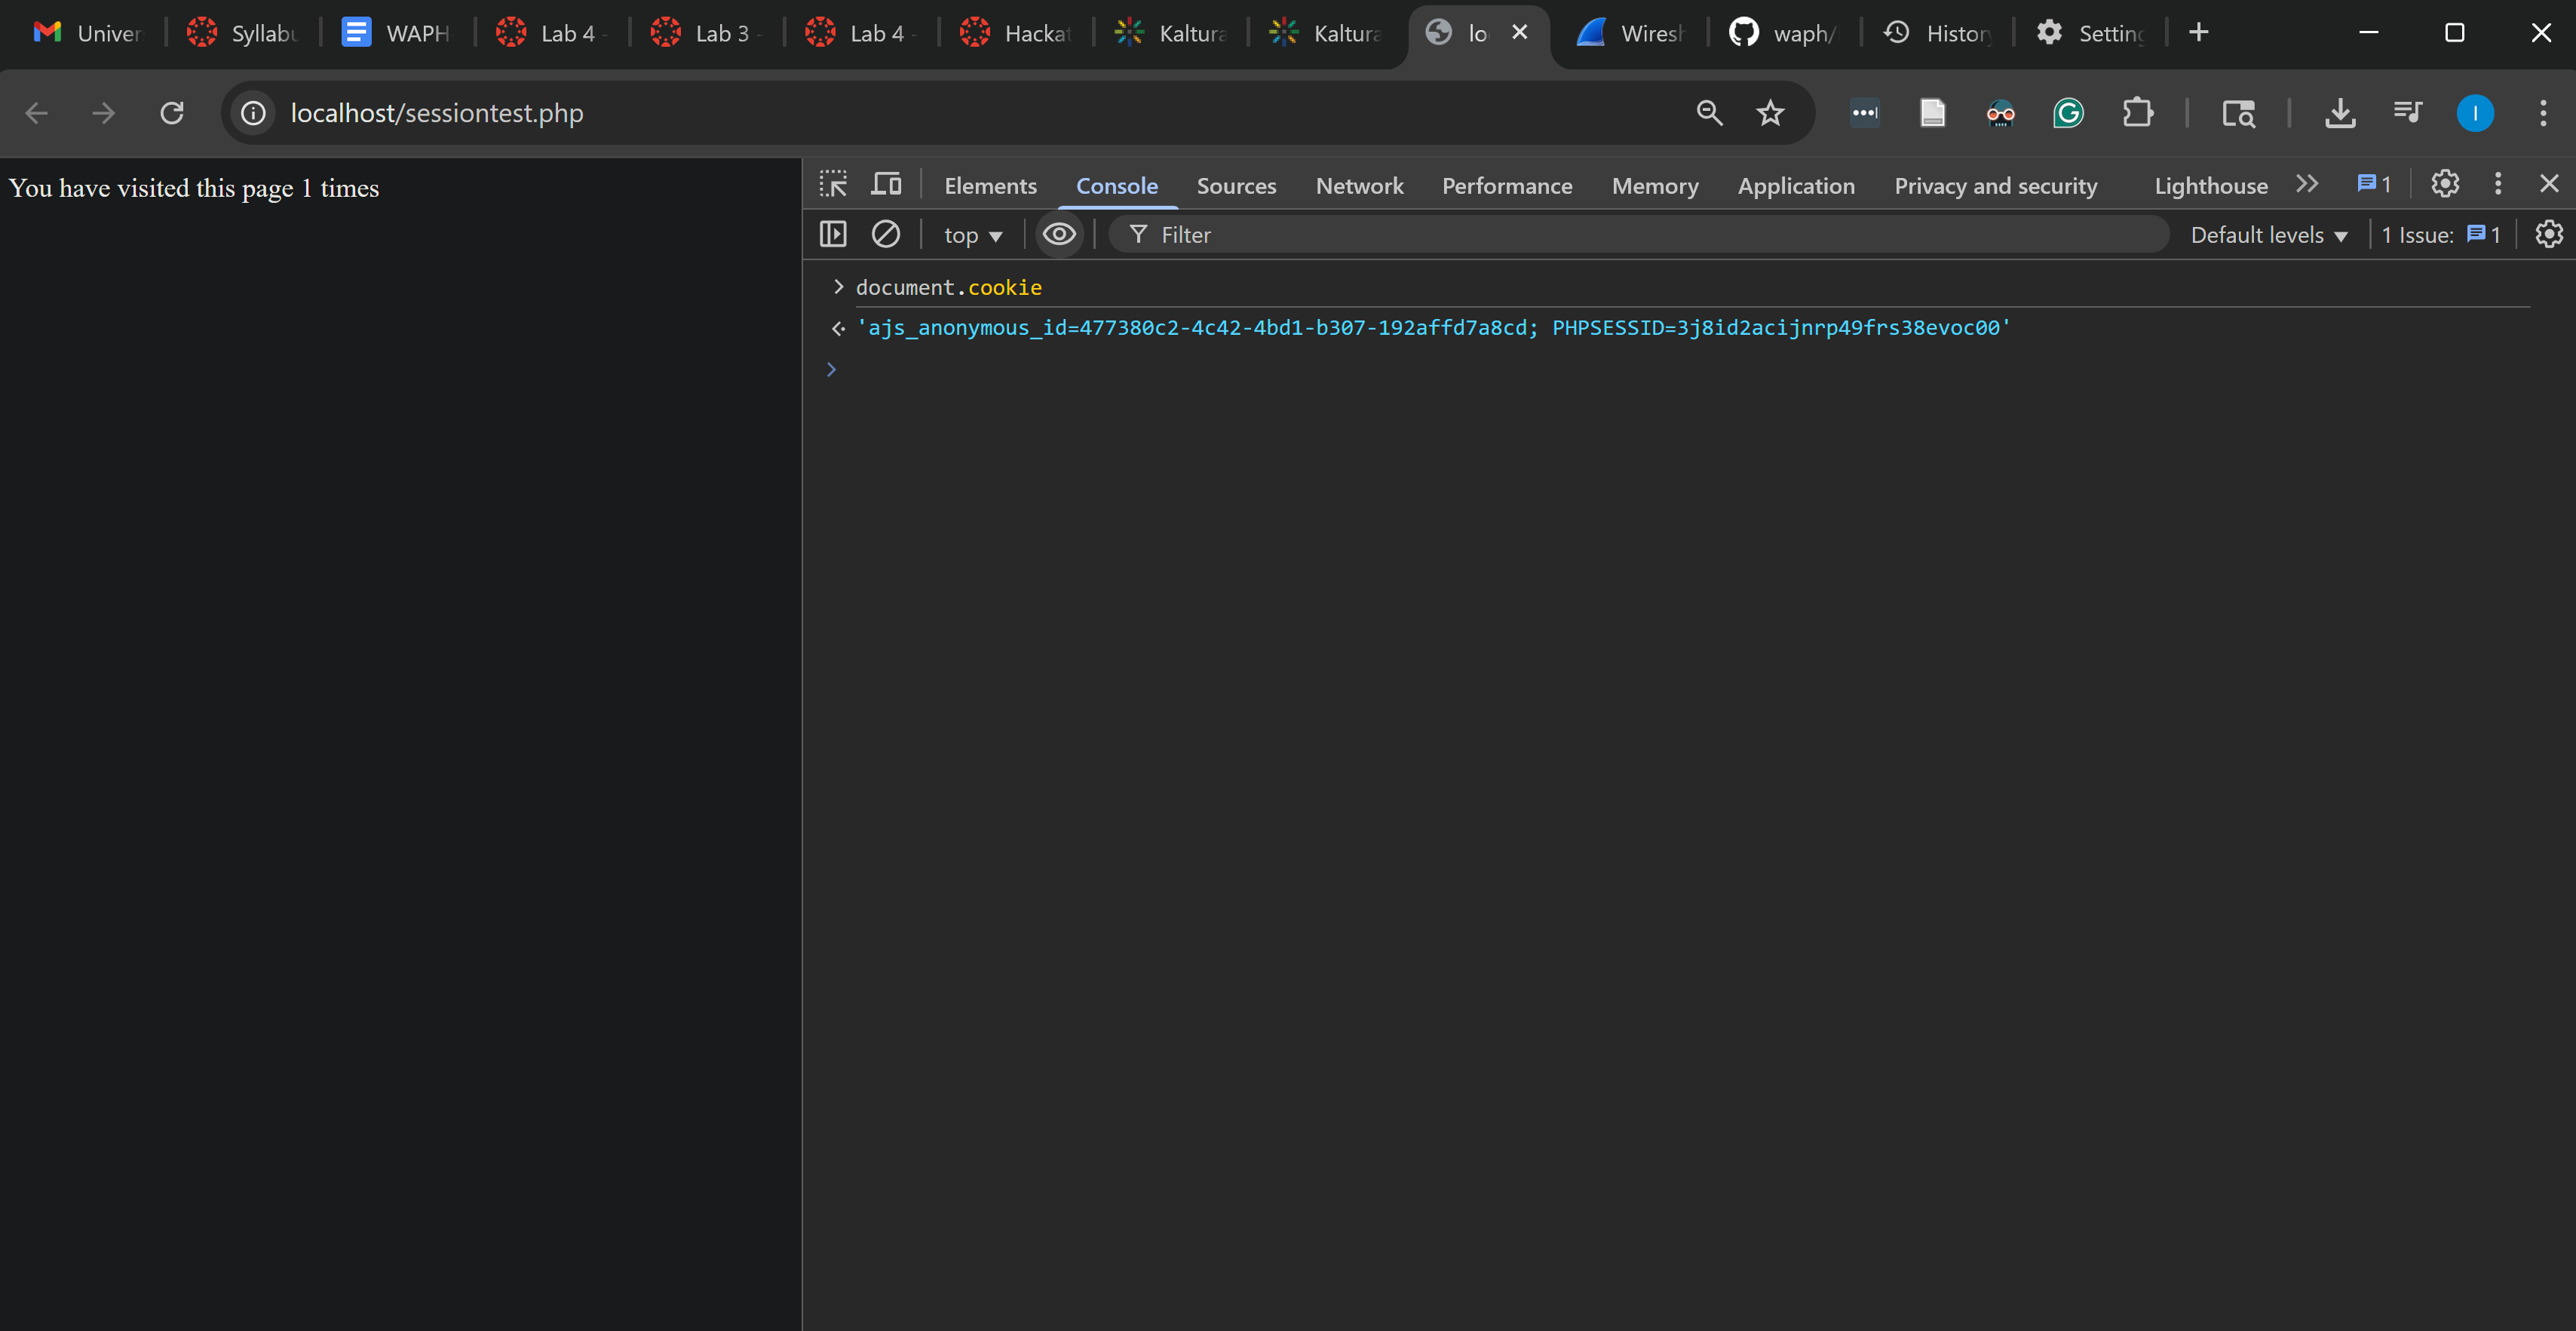 Univer Syllabu WAPH Lab 4 - Lab 3 - Lab 4 - Hackat Kaltura Kaltura lo Wiresh waph/ History Setting
localhost/sessiontest.php
I
You have visited this page 1 times
Elements Console Sources Network Performance Memory Application Privacy and security Lighthouse 1
top Filter Default levels 1 Issue: 1
document.cookie
'ajs_anonymous_id=477380c2-4c42-4bd1-b307-192affd7a8cd; PHPSESSID=3j8id2acijnrp49frs38evoc00'